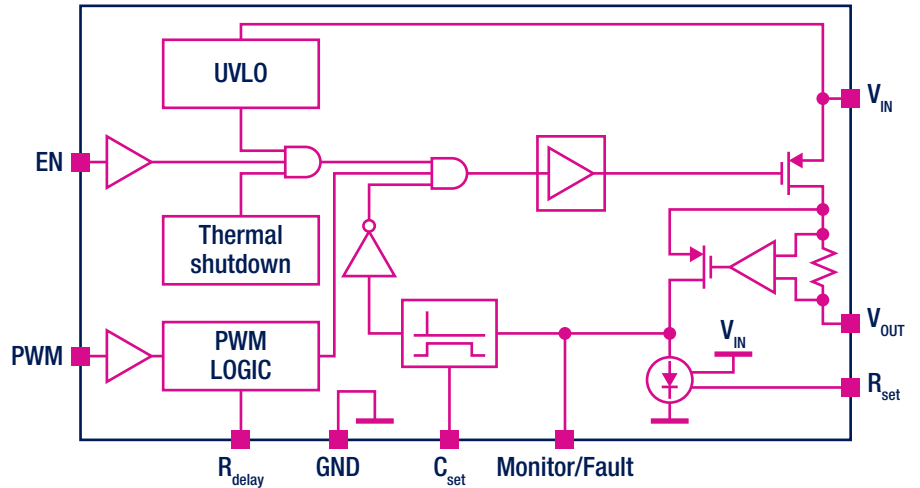 UVLO
V_IN
EN
Thermal
shutdown
PWM
PWM
LOGIC
V_IN
V_OUT
R_set
R_delay
GND
C_set
Monitor/Fault